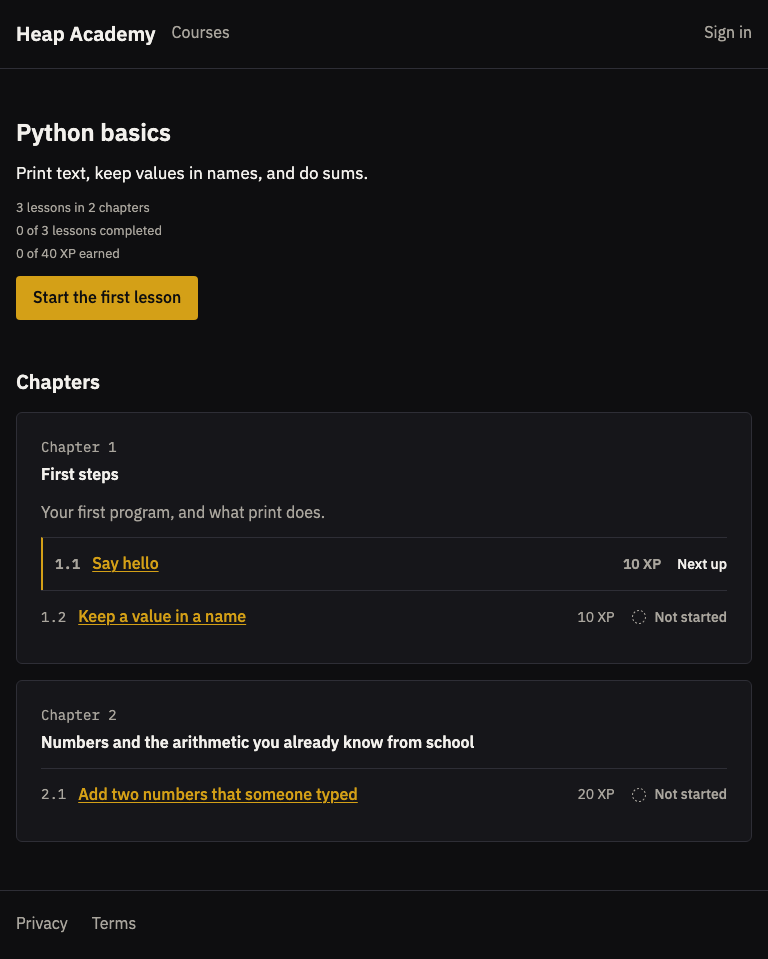 Heap Academy Courses Sign in
Python basics
Print text, keep values in names, and do sums.
3 lessons in 2 chapters
0 of 3 lessons completed
0 of 40 XP earned
Start the first lesson
Chapters
Chapter 1
First steps
Your first program, and what print does.
1.1 Say hello 10 XP Next up
1.2 Keep a value in a name 10 XP Not started
Chapter 2
Numbers and the arithmetic you already know from school
2.1 Add two numbers that someone typed 20 XP Not started
Privacy Terms